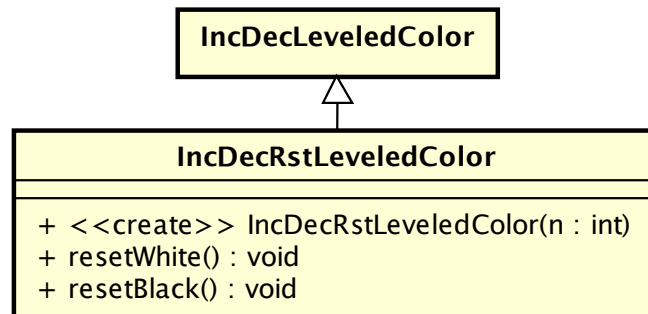 IncDecLeveledColor
IncDecRstLeveledColor
+ <<create>> IncDecRstLeveledColor(n : int)
+ resetWhite() : void
+ resetBlack() : void